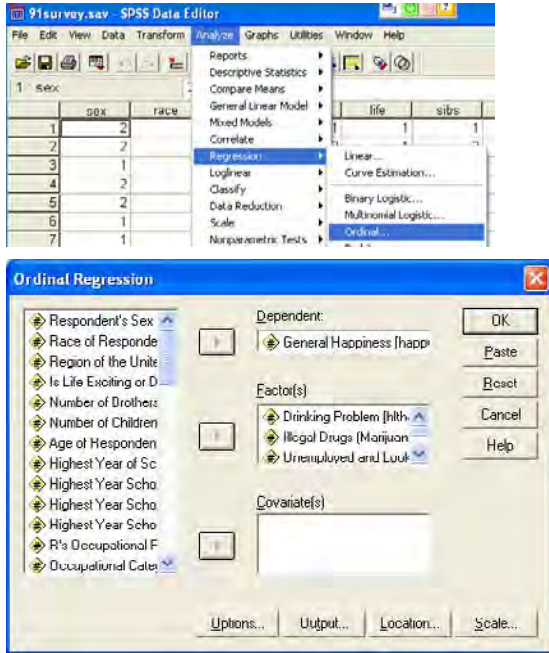 91survey.sav - SPSS Data Editor
File Edit View Data Transform Analyze Graphs Utilities Window Help
1 : sex
sex race life sibs
1 2 1 1
2 2
3 1
4 2
5 2
6 1
7 1
Reports
Descriptive Statistics
Compare Means
General Linear Model
Mixed Models
Correlate
Regression
Loglinear
Classify
Data Reduction
Scale
Nonparametric Tests
Linear...
Curve Estimation...
Binary Logistic...
Multinomial Logistic...
Ordinal...
Ordinal Regression
Respondent's Sex
Race of Responde
Region of the Unite
Is Life Exciting or D
Number of Brothers
Number of Children
Age of Responden
Highest Year of Sc
Highest Year Scho
Highest Year Scho
Highest Year Scho
R's Occupational F
Occupational Cate
Dependent:
General Happiness [happ
Factor(s)
Drinking Problem [hlth
Illegal Drugs (Marijuan
Unemployed and Look
Covariate(s)
OK
Paste
Reset
Cancel
Help
Options... Output... Location... Scale...